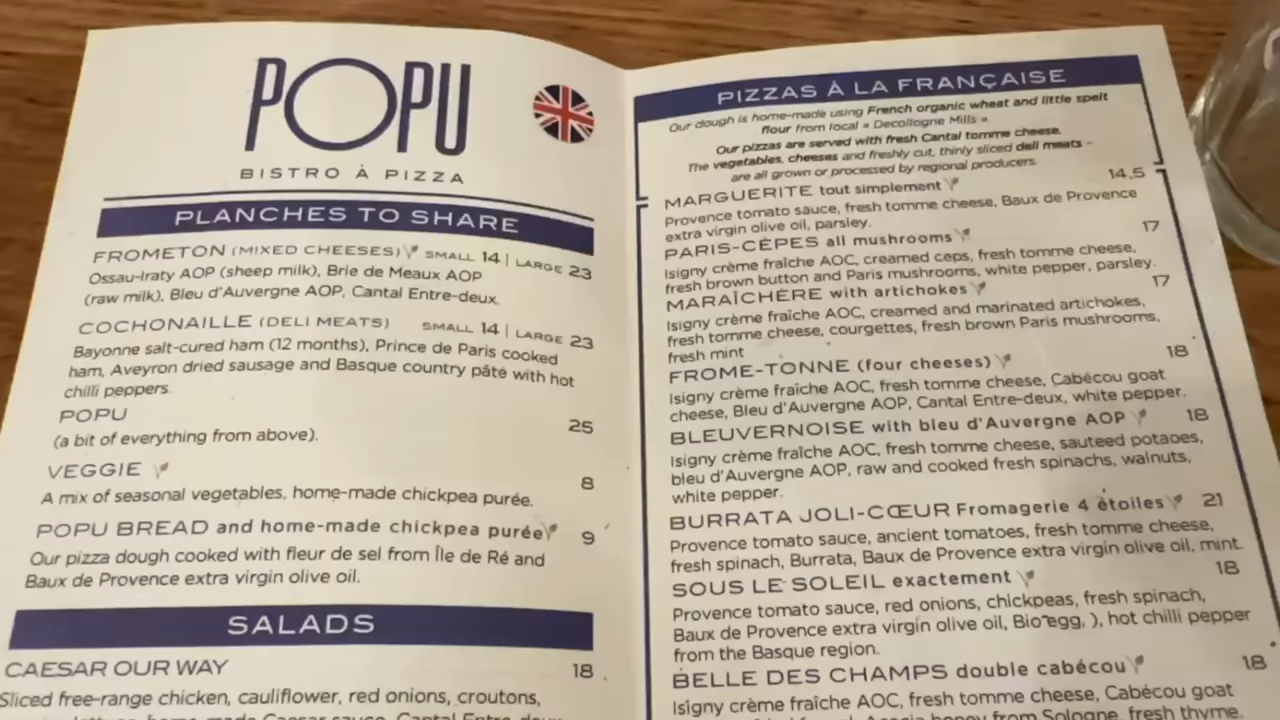 POPU
BISTRO À PIZZA
PLANCHES TO SHARE
FROMETON (MIXED CHEESES) SMALL 14 | LARGE 23
Ossau-Iraty AOP (sheep milk), Brie de Meaux AOP
(raw milk), Bleu d'Auvergne AOP, Cantal Entre-deux.
COCHONAILLE (DELI MEATS) SMALL 14 | LARGE 23
Bayonne salt-cured ham (12 months), Prince de Paris cooked
ham, Aveyron dried sausage and Basque country pâté with hot
chilli peppers.
POPU
(a bit of everything from above). 25
VEGGIE 8
A mix of seasonal vegetables, home-made chickpea purée.
POPU BREAD and home-made chickpea purée 9
Our pizza dough cooked with fleur de sel from Île de Ré and
Baux de Provence extra virgin olive oil.
SALADS
CAESAR OUR WAY 18
Sliced free-range chicken, cauliflower, red onions, croutons,
home-made Caesar sauce, Cantal Entre-deux
PIZZAS À LA FRANÇAISE
Our dough is home-made using French organic wheat and little spelt
flour from local « Decollogne Mills ».
Our pizzas are served with fresh Cantal tomme cheese.
The vegetables, cheeses and freshly cut, thinly sliced deli meats -
are all grown or processed by regional producers.
MARGUERITE tout simplement 14,5
Provence tomato sauce, fresh tomme cheese, Baux de Provence
extra virgin olive oil, parsley.
PARIS-CÈPES all mushrooms 17
Isigny crème fraîche AOC, creamed ceps, fresh tomme cheese,
fresh brown button and Paris mushrooms, white pepper, parsley.
MARAÎCHÈRE with artichokes 17
Isigny crème fraîche AOC, creamed and marinated artichokes,
fresh tomme cheese, courgettes, fresh brown Paris mushrooms,
fresh mint
FROME-TONNE (four cheeses) 18
Isigny crème fraîche AOC, fresh tomme cheese, Cabécou goat
cheese, Bleu d'Auvergne AOP, Cantal Entre-deux, white pepper.
BLEUVERNOISE with bleu d'Auvergne AOP 18
Isigny crème fraîche AOC, fresh tomme cheese, sauteed potaoes,
bleu d'Auvergne AOP, raw and cooked fresh spinachs, walnuts,
white pepper.
BURRATA JOLI-CŒUR Fromagerie 4 étoiles 21
Provence tomato sauce, ancient tomatoes, fresh tomme cheese,
fresh spinach, Burrata, Baux de Provence extra virgin olive oil, mint.
SOUS LE SOLEIL exactement 18
Provence tomato sauce, red onions, chickpeas, fresh spinach,
Baux de Provence extra virgin olive oil, Bio egg, ), hot chilli pepper
from the Basque region.
BELLE DES CHAMPS double cabécou 18
Isigny crème fraîche AOC, fresh tomme cheese, Cabécou goat
Acacia honey from Sologne, fresh thyme,